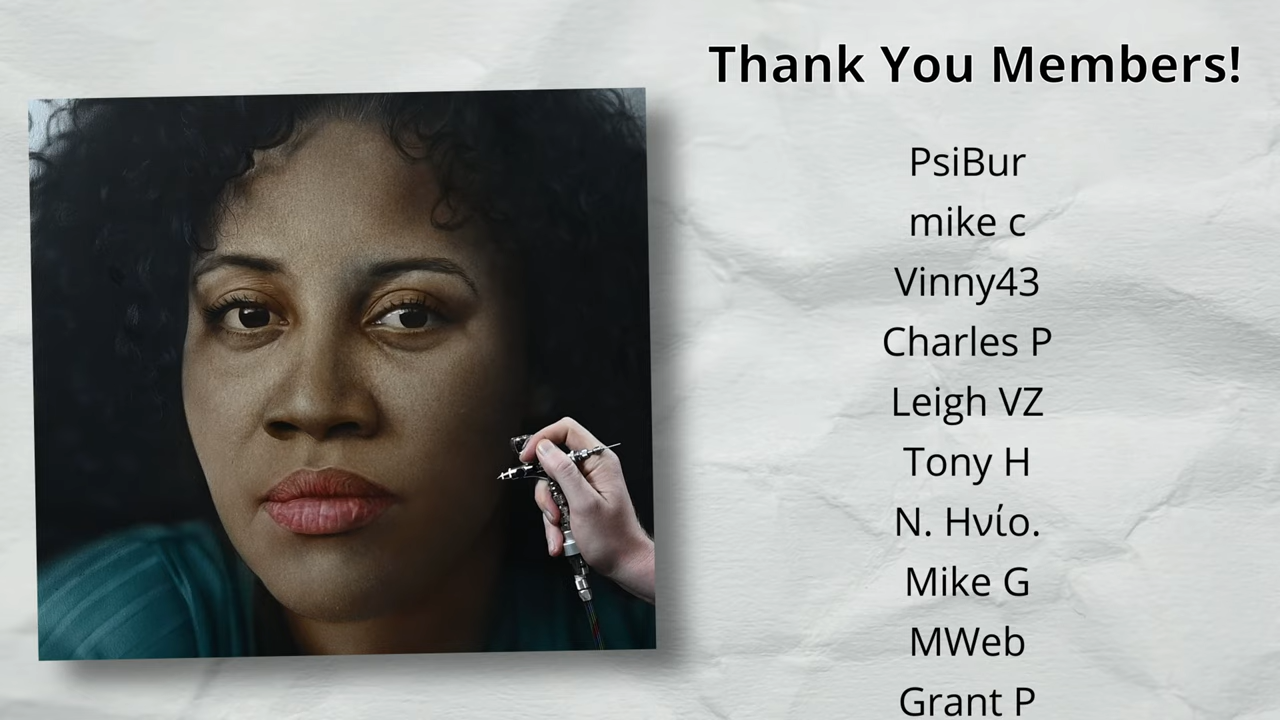 Thank You Members!
PsiBur
mike c
Vinny43
Charles P
Leigh VZ
Tony H
N. Ηνίο.
Mike G
MWeb
Grant P